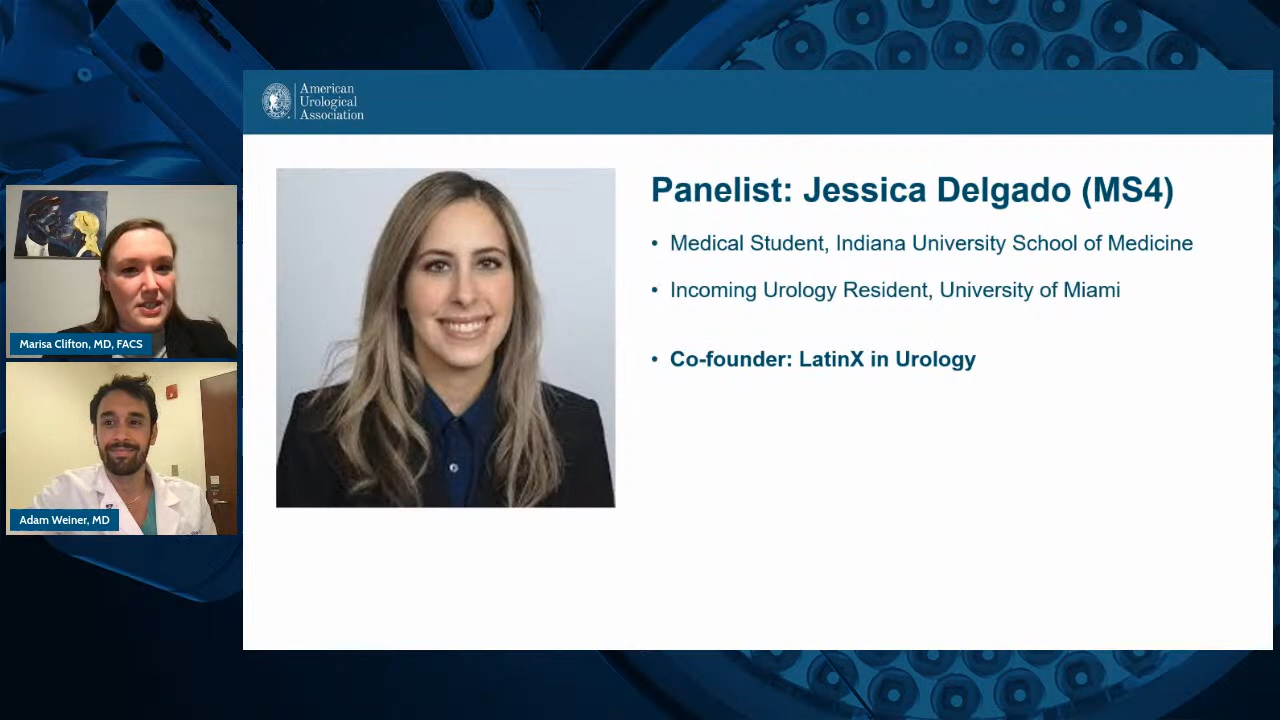 American
Urological
Association
Panelist: Jessica Delgado (MS4)
• Medical Student, Indiana University School of Medicine
• Incoming Urology Resident, University of Miami
• Co-founder: LatinX in Urology
Marisa Clifton, MD, FACS
Adam Weiner, MD